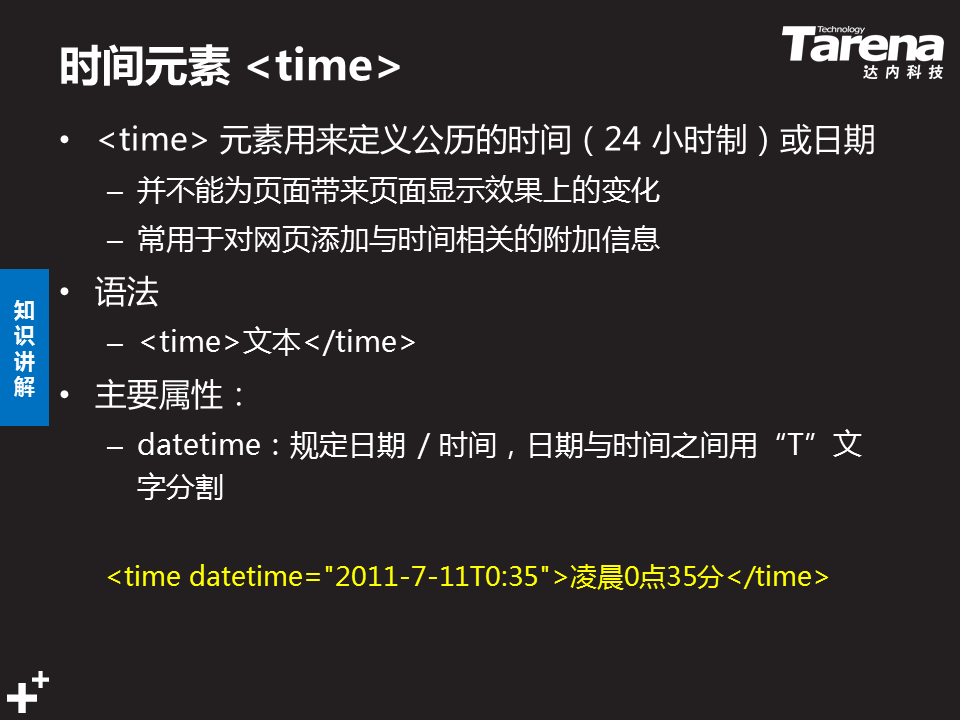 时间元素 <time>
Technology
Tarena
达内科技
• <time> 元素用来定义公历的时间（24 小时制）或日期
– 并不能为页面带来页面显示效果上的变化
– 常用于对网页添加与时间相关的附加信息
• 语法
– <time>文本</time>
• 主要属性：
– datetime：规定日期 / 时间，日期与时间之间用“T”文
字分割
<time datetime="2011-7-11T0:35">凌晨0点35分</time>
知
识
讲
解